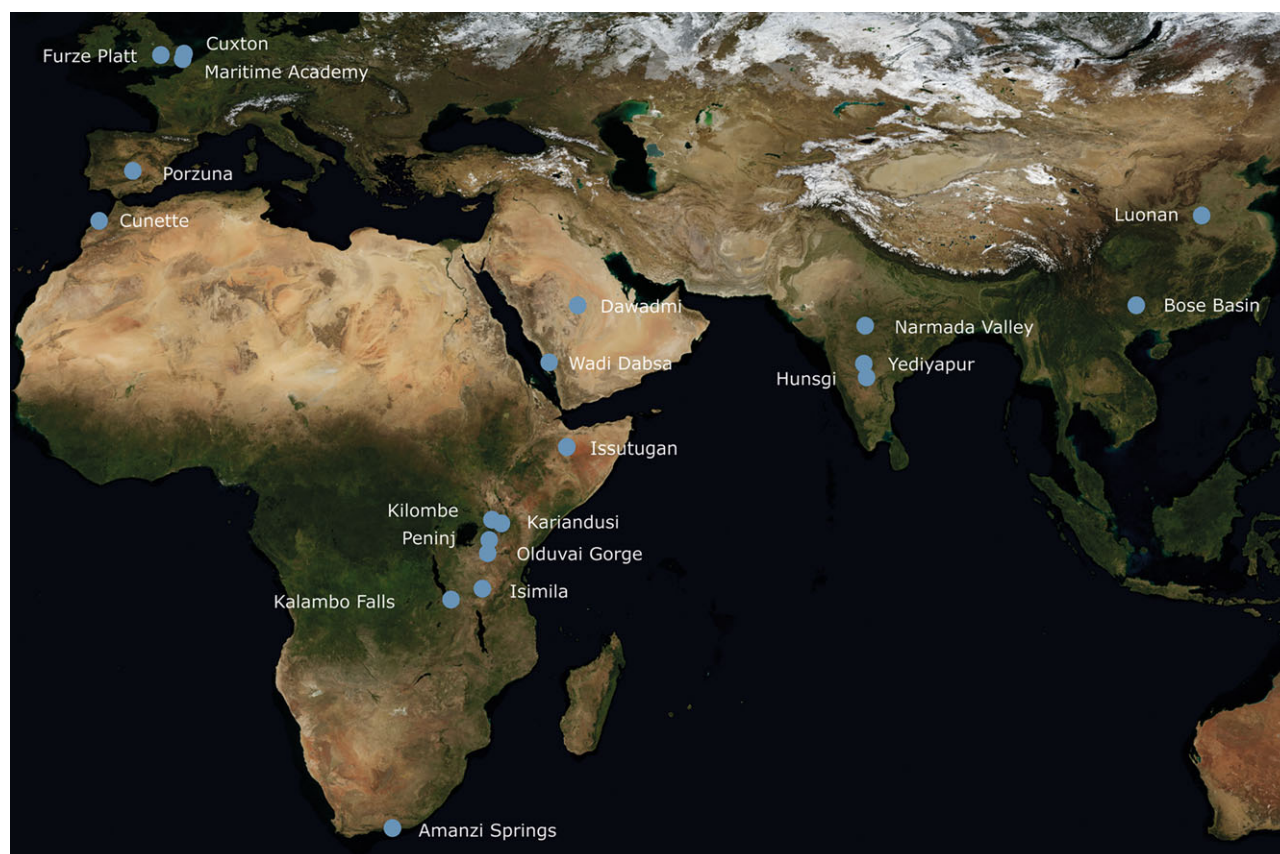 Cuxton
Furze Platt
Maritime Academy
Porzuna
Cunette
Luonan
Dawadmi
Bose Basin
Narmada Valley
Wadi Dabsa
Yediyapur
Hunsgi
Issutugan
Kilombe
Kariandusi
Peninj
Olduvai Gorge
Isimila
Kalambo Falls
Amanzi Springs